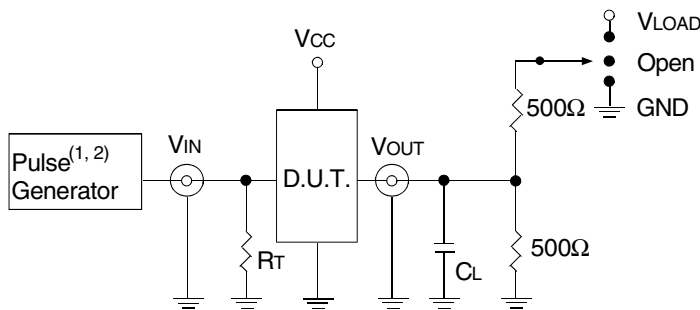 VLOAD
VCC
Open
500Ω
GND
VIN
VOUT
Pulse(1, 2)
Generator
D.U.T.
RT
CL
500Ω